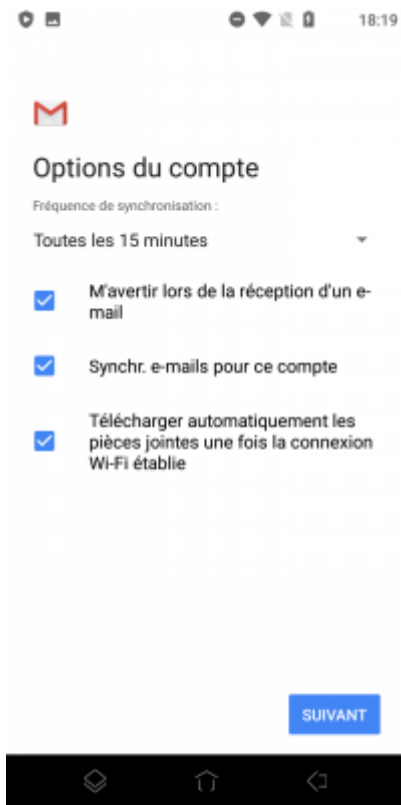 18:19
Options du compte
Fréquence de synchronisation :
Toutes les 15 minutes
M'avertir lors de la réception d'un e-
mail
Synchr. e-mails pour ce compte
Télécharger automatiquement les
pièces jointes une fois la connexion
Wi-Fi établie
SUIVANT